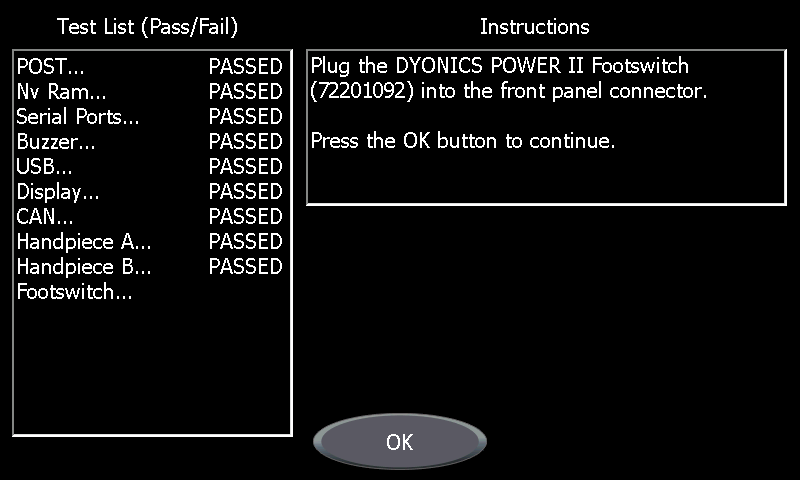 Test List (Pass/Fail)
POST... PASSED
Nv Ram... PASSED
Serial Ports... PASSED
Buzzer... PASSED
USB... PASSED
Display... PASSED
CAN... PASSED
Handpiece A... PASSED
Handpiece B... PASSED
Footswitch...
Instructions
Plug the DYONICS POWER II Footswitch
(72201092) into the front panel connector.
Press the OK button to continue.
OK